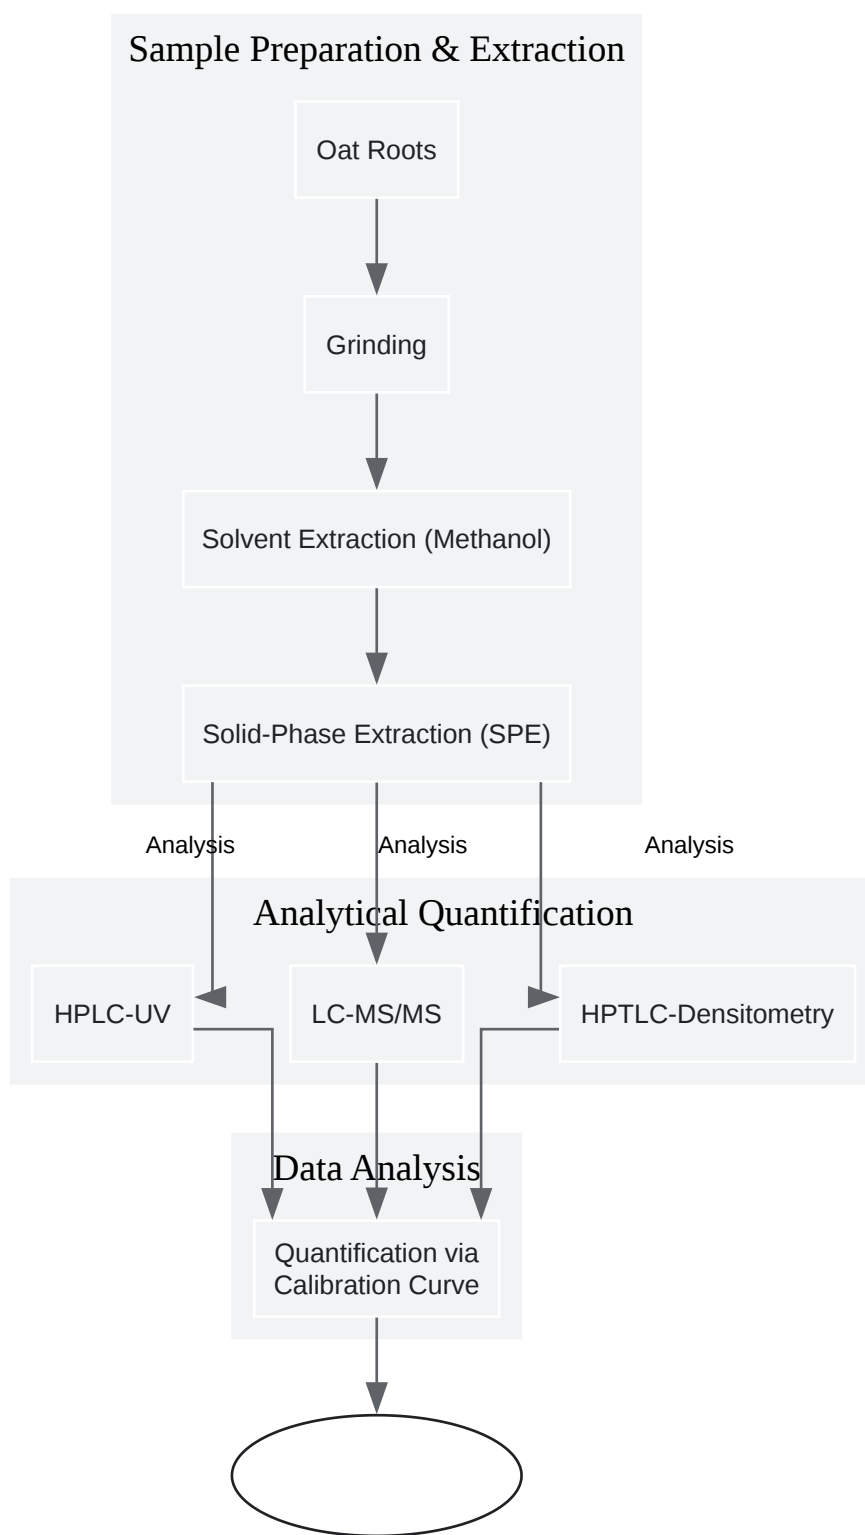 Sample Preparation & Extraction
Oat Roots
Grinding
Solvent Extraction (Methanol)
Solid-Phase Extraction (SPE)
Analysis
Analysis
Analysis
Analytical Quantification
HPLC-UV
LC-MS/MS
HPTLC-Densitometry
Data Analysis
Quantification via
Calibration Curve